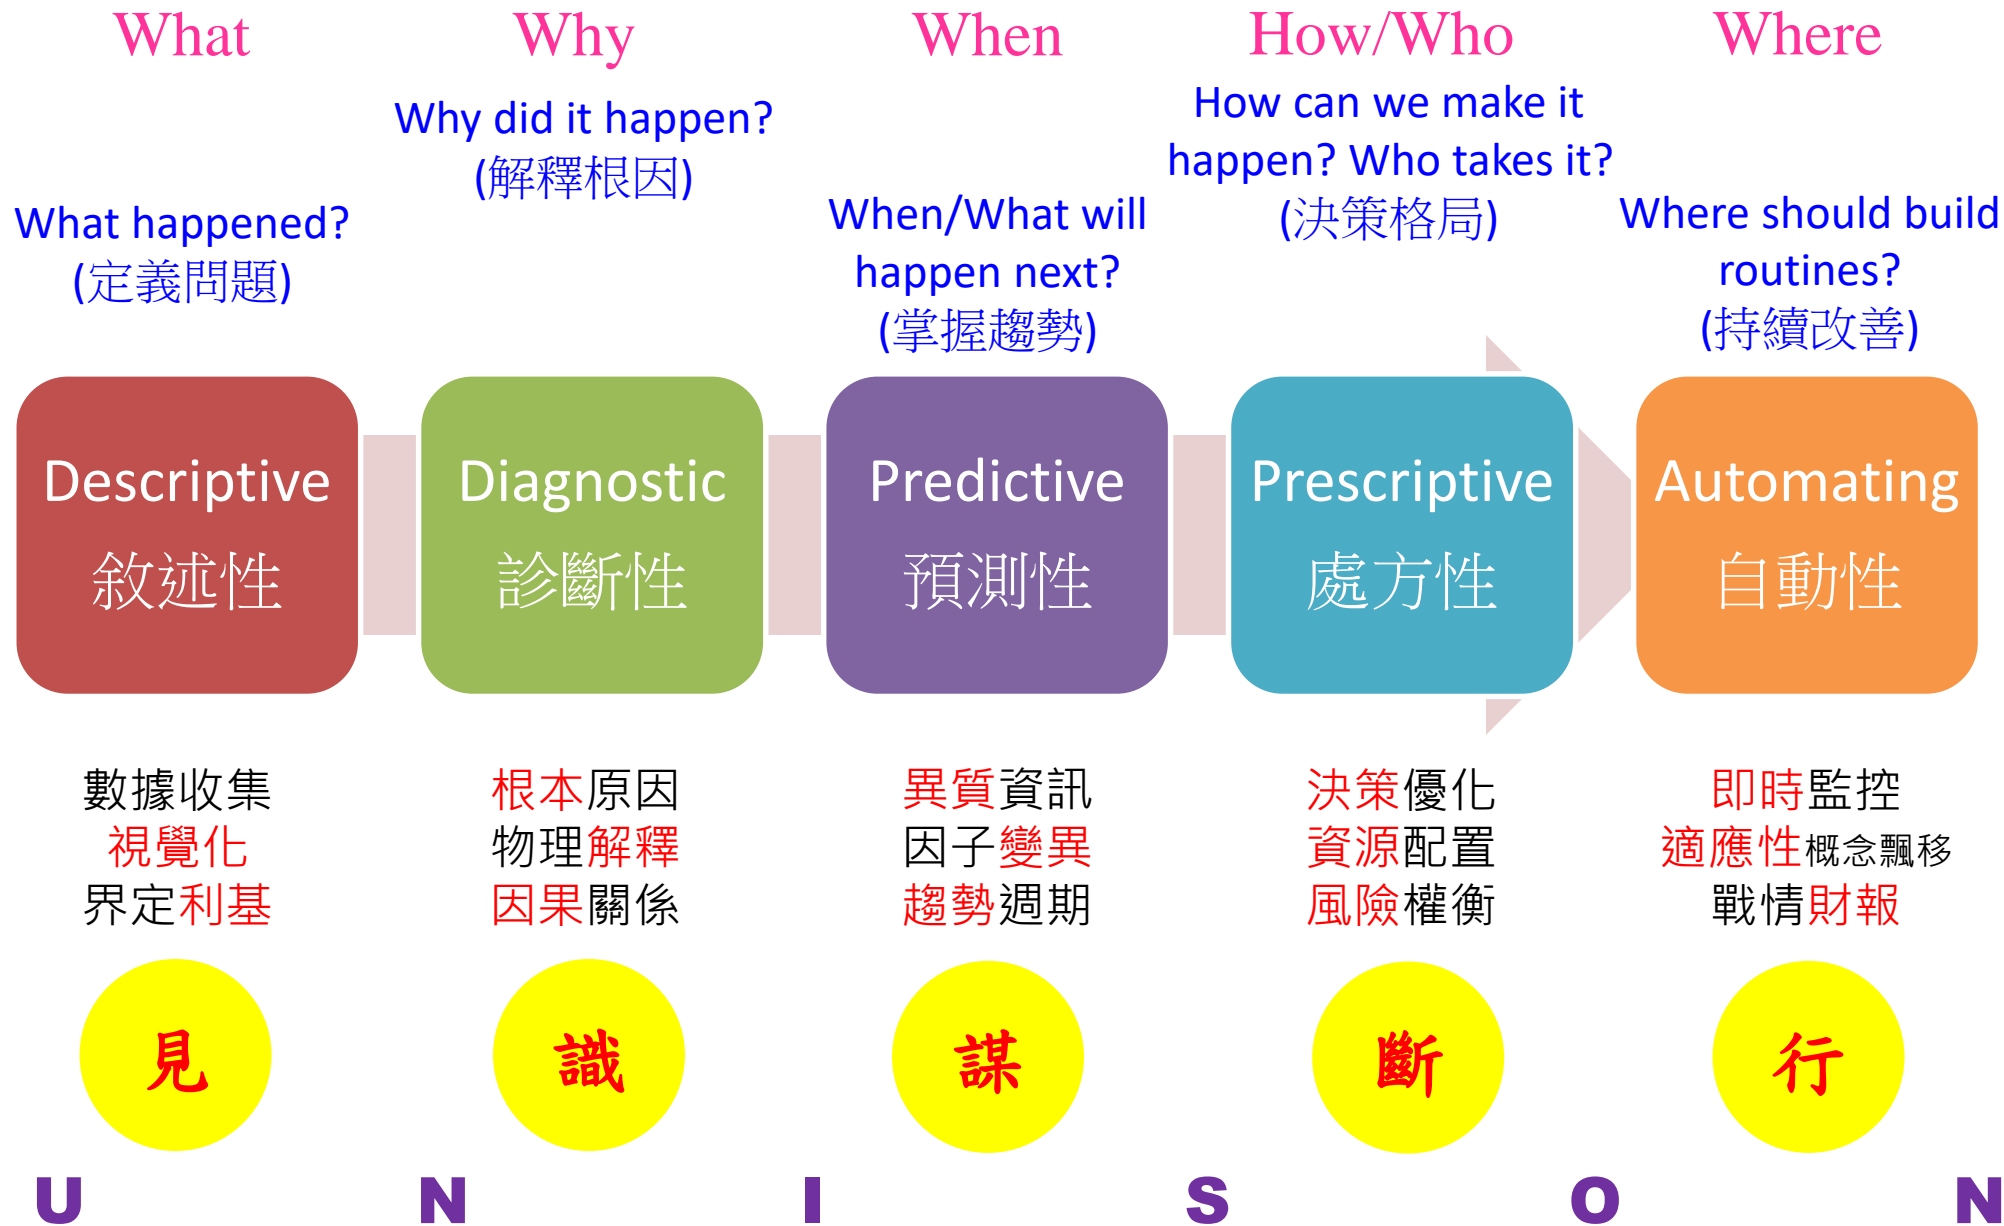 What
Why
When
How/Who
Where
What happened?
(定義問題)
Why did it happen?
(解釋根因)
When/What will
happen next?
(掌握趨勢)
How can we make it
happen? Who takes it?
(決策格局)
Where should build
routines?
(持續改善)
Descriptive
敘述性
Diagnostic
診斷性
Predictive
預測性
Prescriptive
處方性
Automating
自動性
數據收集
視覺化
界定利基
根本原因
物理解釋
因果關係
異質資訊
因子變異
趨勢週期
決策優化
資源配置
風險權衡
即時監控
適應性概念飄移
戰情財報
見
識
謀
斷
行
U N I S O N